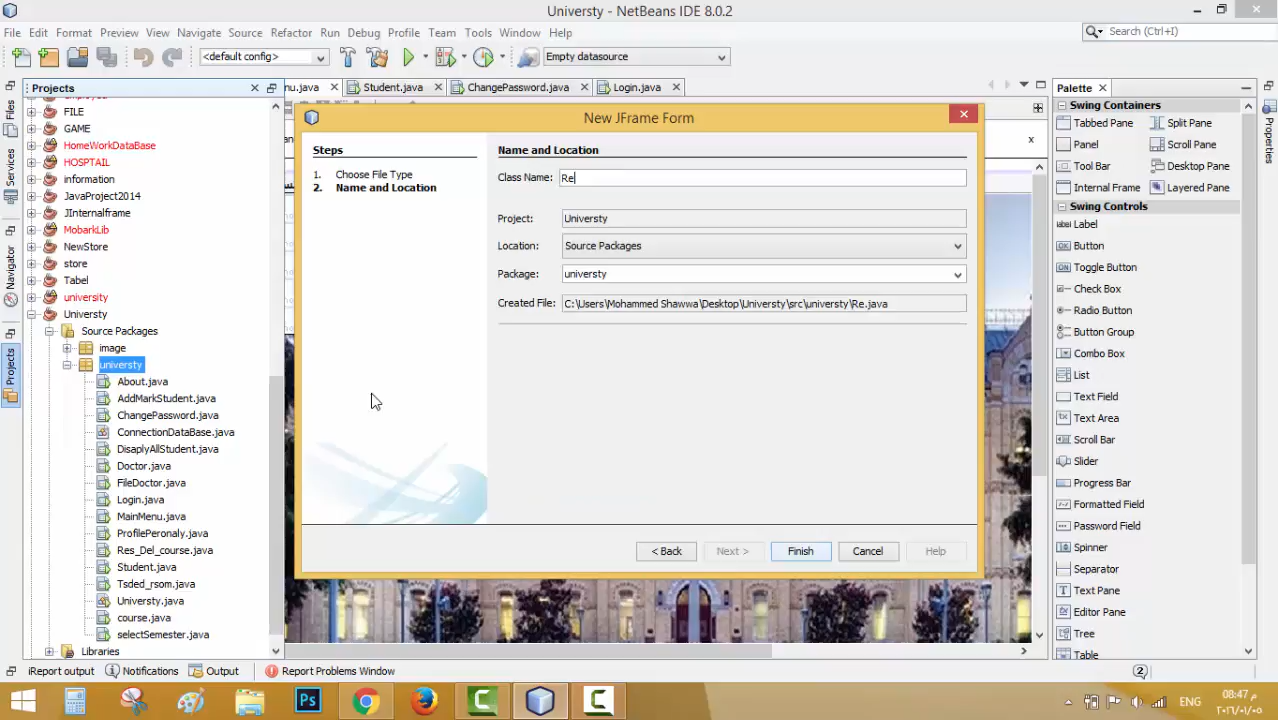 Universty - NetBeans IDE 8.0.2
File Edit Format Preview View Navigate Source Refactor Run Debug Profile Team Tools Window Help
Search (Ctrl+I)
<default config>
Empty datasource
Projects
nu.java
Student.java
ChangePassword.java
Login.java
Palette
Files
Services
Navigator
Projects
Properties
FILE
GAME
HomeWorkDataBase
HOSPTAIL
information
JavaProject2014
JInternalframe
MobarkLib
NewStore
store
Tabel
university
Universty
Source Packages
image
universty
About.java
AddMarkStudent.java
ChangePassword.java
ConnectionDataBase.java
DisaplyAllStudent.java
Doctor.java
FileDoctor.java
Login.java
MainMenu.java
ProfilePeronaly.java
Res_Del_course.java
Student.java
Tsded_rsom.java
Universty.java
course.java
selectSemester.java
Libraries
New JFrame Form
Steps
1. Choose File Type
2. Name and Location
Name and Location
Class Name: Re
Project: Universty
Location: Source Packages
Package: universty
Created File: C:\Users\Mohammed Shawwa\Desktop\Universty\src\universty\Re.java
< Back
Next >
Finish
Cancel
Help
Swing Containers
Tabbed Pane Split Pane
Panel Scroll Pane
Tool Bar Desktop Pane
Internal Frame Layered Pane
Swing Controls
Label
Button
Toggle Button
Check Box
Radio Button
Button Group
Combo Box
List
Text Field
Text Area
Scroll Bar
Slider
Progress Bar
Formatted Field
Password Field
Spinner
Separator
Text Pane
Editor Pane
Tree
Table
iReport output Notifications Output Report Problems Window
2
Ps
ENG
08:47 م
٢٠١٦/٠١/٠٥